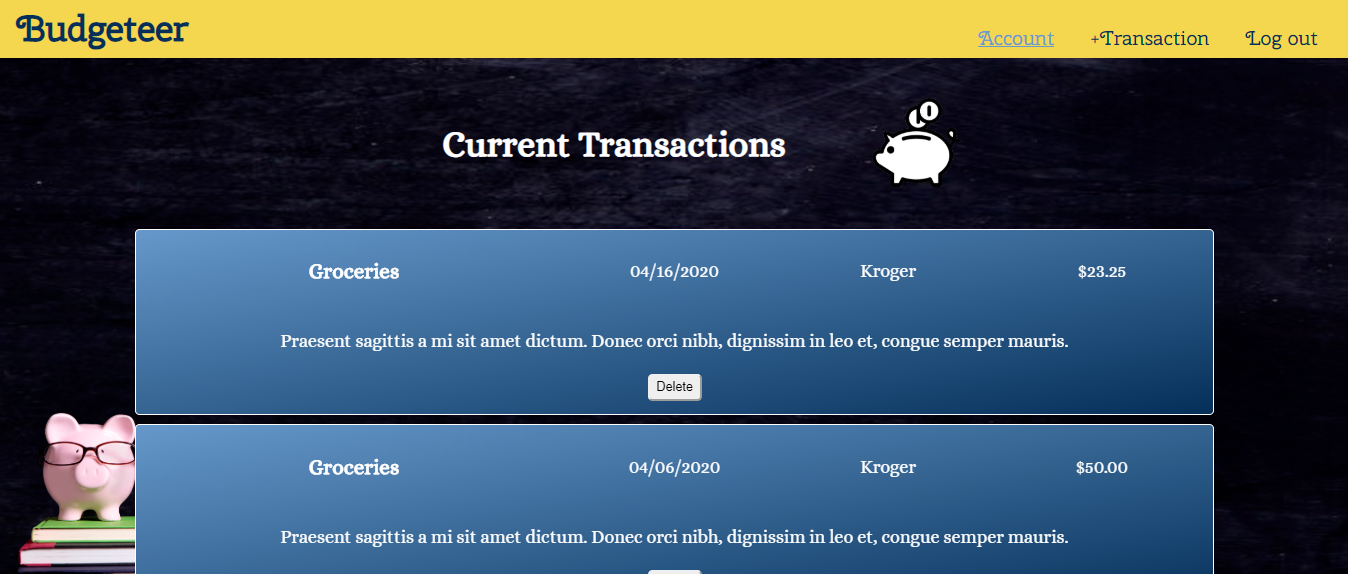 Budgeteer
Account +Transaction Log out
Current Transactions
Groceries 04/16/2020 Kroger $23.25
Praesent sagittis a mi sit amet dictum. Donec orci nibh, dignissim in leo et, congue semper mauris.
Delete
Groceries 04/06/2020 Kroger $50.00
Praesent sagittis a mi sit amet dictum. Donec orci nibh, dignissim in leo et, congue semper mauris.